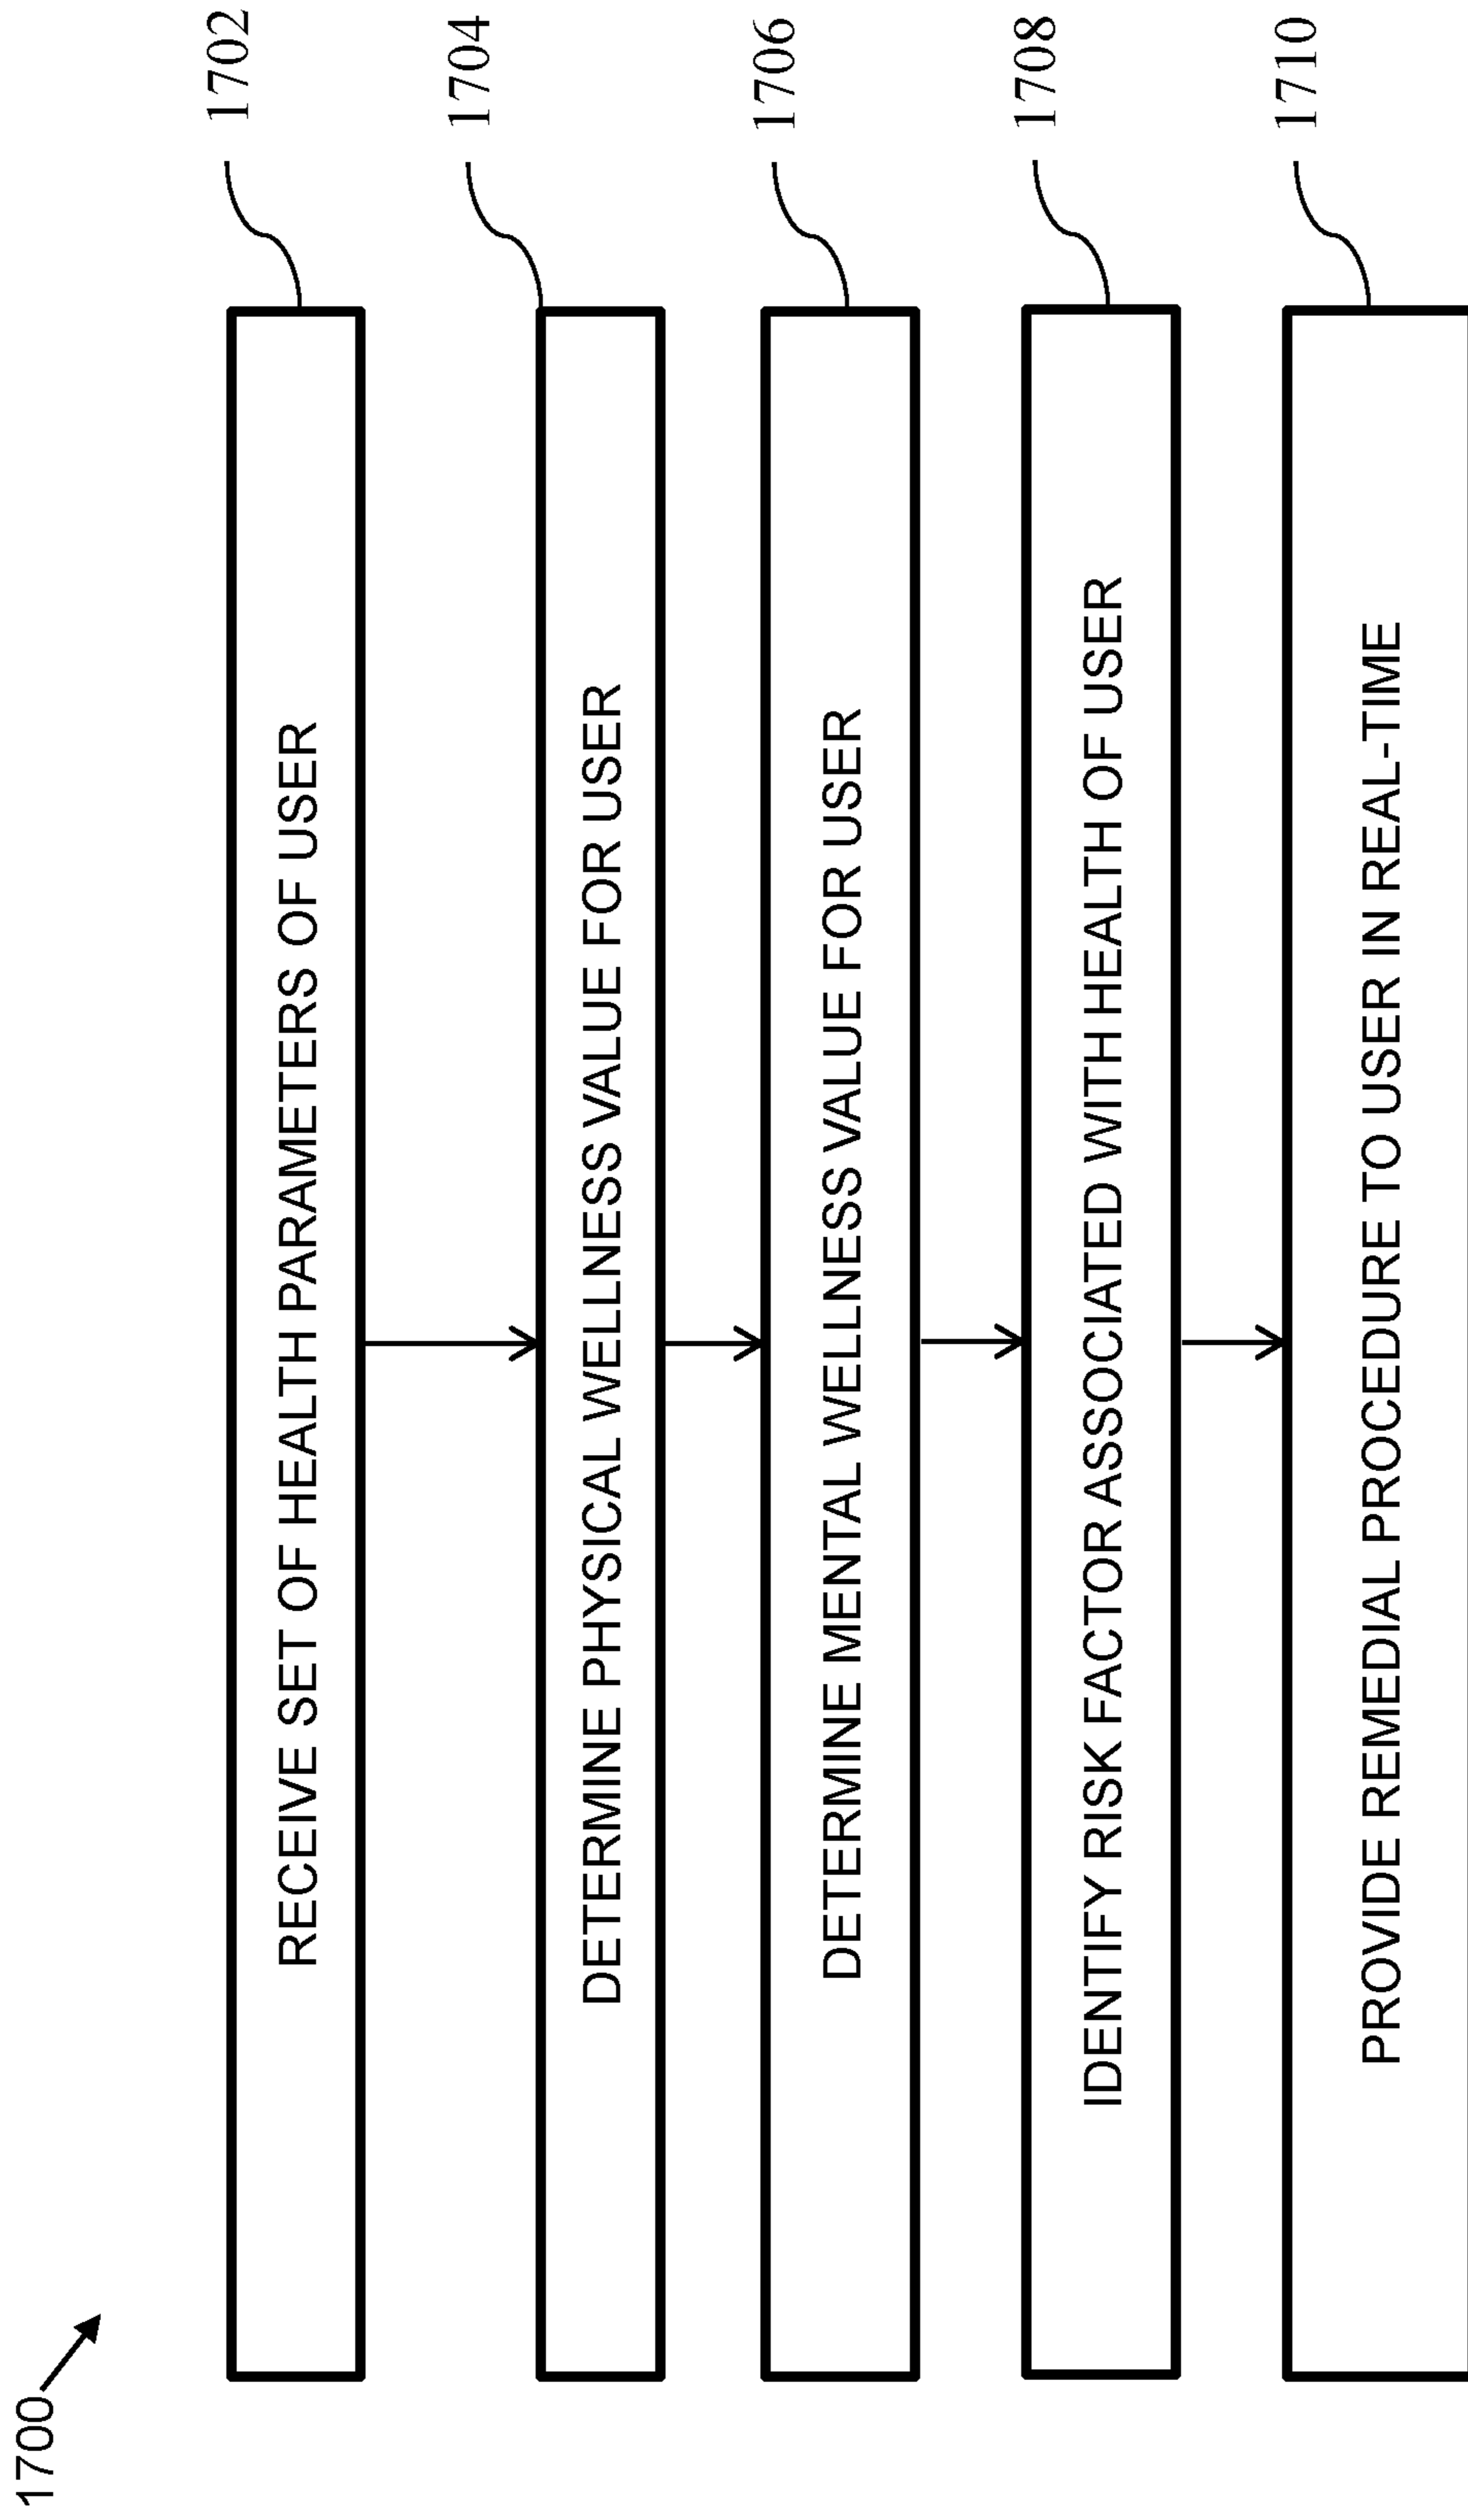 1700
RECEIVE SET OF HEALTH PARAMETERS OF USER
1702
DETERMINE PHYSICAL WELLNESS VALUE FOR USER
1704
DETERMINE MENTAL WELLNESS VALUE FOR USER
1706
IDENTIFY RISK FACTOR ASSOCIATED WITH HEALTH OF USER
1708
PROVIDE REMEDIAL PROCEDURE TO USER IN REAL-TIME
1710